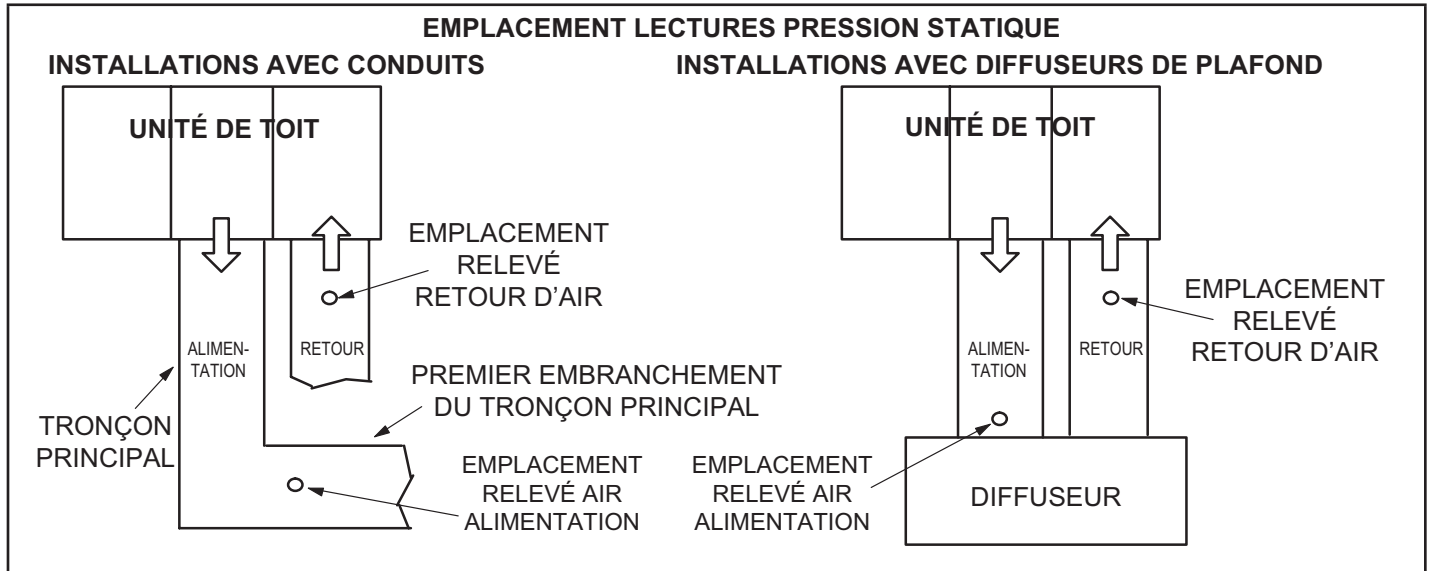 EMPLACEMENT LECTURES PRESSION STATIQUE
INSTALLATIONS AVEC CONDUITS
UNITÉ DE TOIT
EMPLACEMENT
RELEVÉ
RETOUR D'AIR
ALIMEN-
TATION
RETOUR
PREMIER EMBRANCHEMENT
DU TRONÇON PRINCIPAL
TRONÇON
PRINCIPAL
EMPLACEMENT
RELEVÉ AIR
ALIMENTATION
INSTALLATIONS AVEC DIFFUSEURS DE PLAFOND
UNITÉ DE TOIT
EMPLACEMENT
RELEVÉ
RETOUR D'AIR
ALIMEN-
TATION
RETOUR
EMPLACEMENT
RELEVÉ AIR
ALIMENTATION
DIFFUSEUR